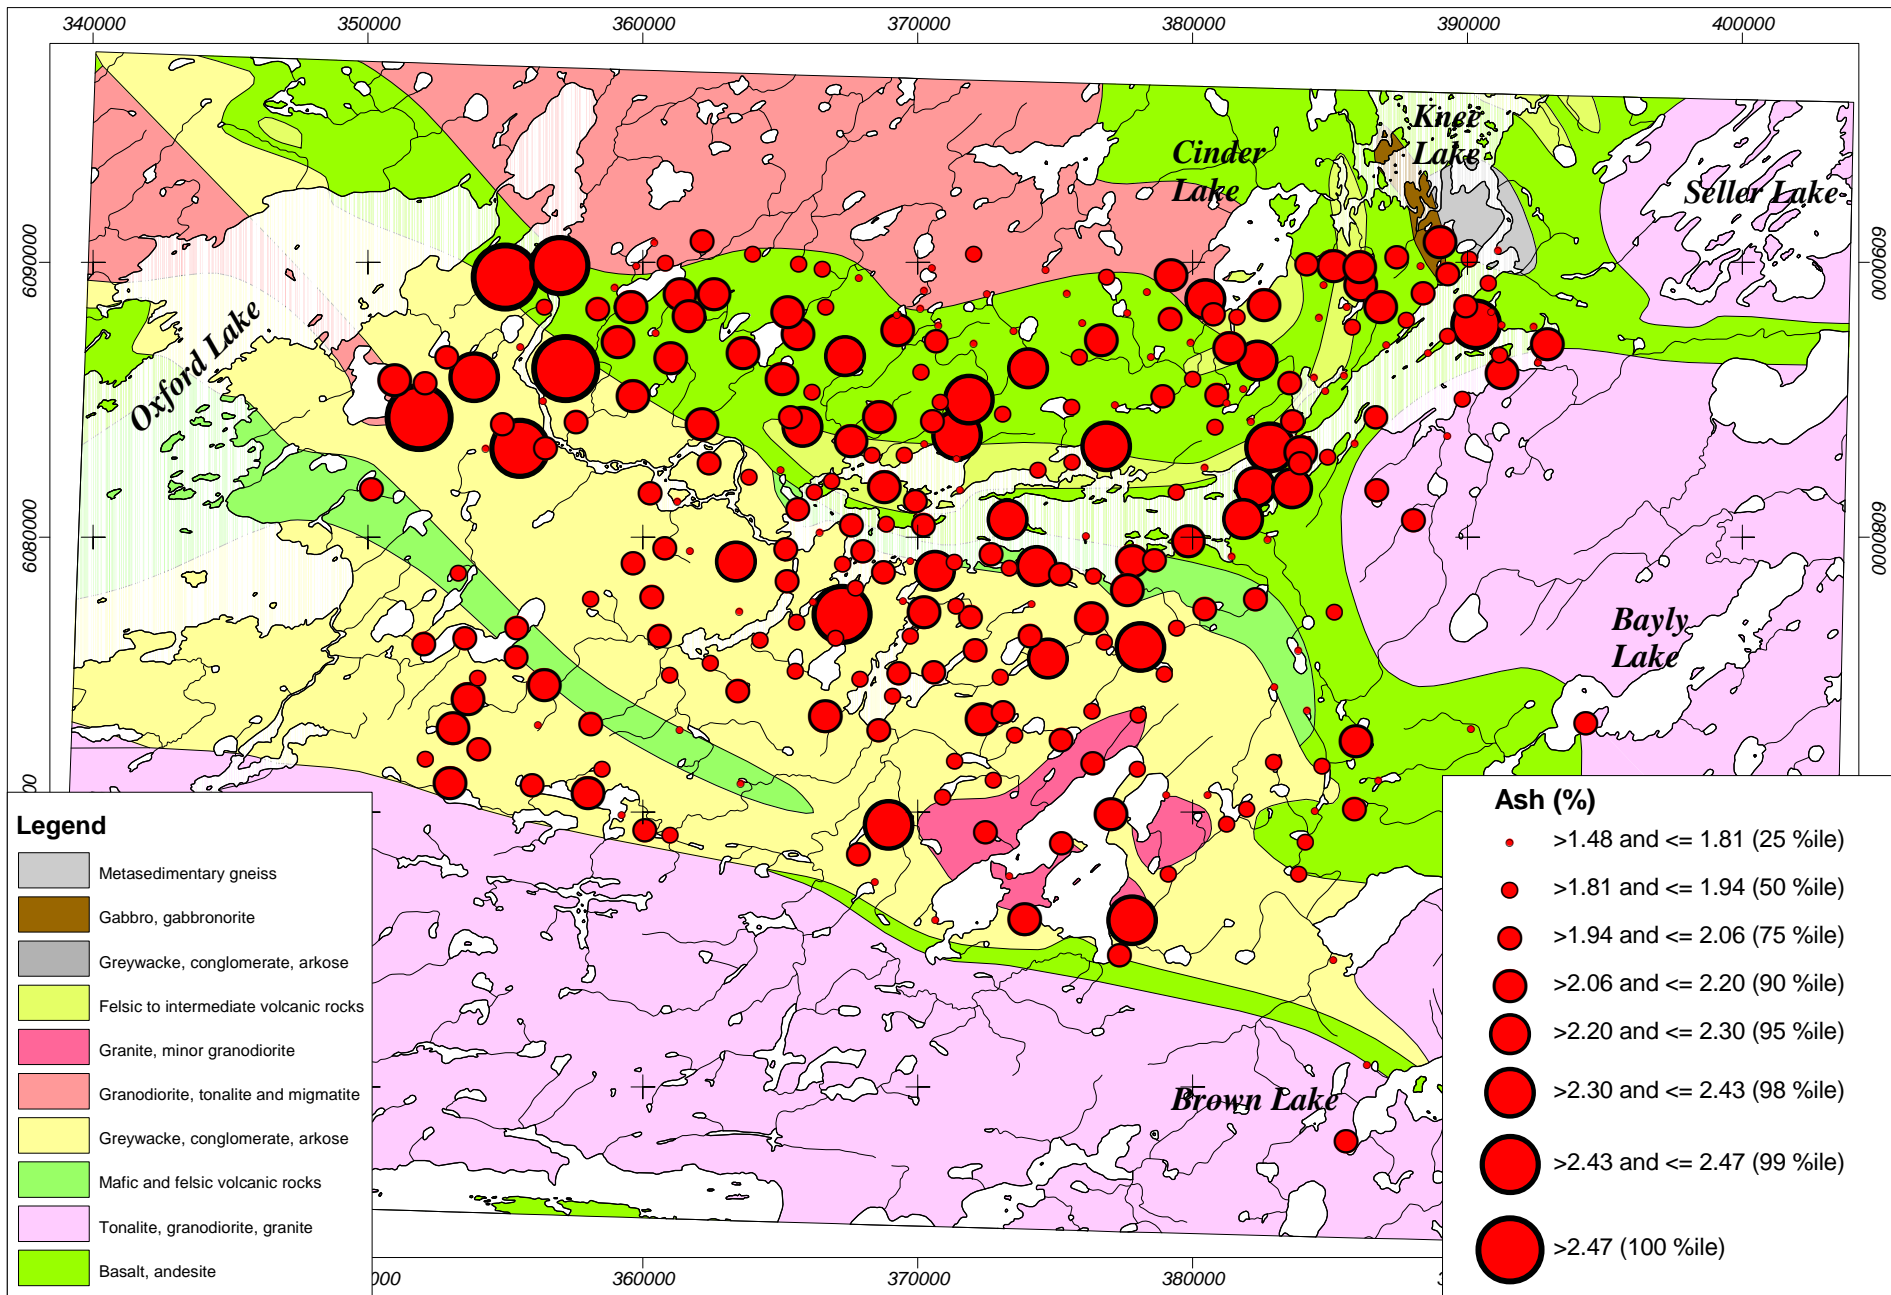 340000 350000 360000 370000 380000 390000 400000
Knee
Lake
Cinder
Lake
Seller Lake
6090000
6090000
Oxford Lake
6080000
6080000
Bayly
Lake
Brown Lake
Legend
Metasedimentary gneiss
Gabbro, gabbronorite
Greywacke, conglomerate, arkose
Felsic to intermediate volcanic rocks
Granite, minor granodiorite
Granodiorite, tonalite and migmatite
Greywacke, conglomerate, arkose
Mafic and felsic volcanic rocks
Tonalite, granodiorite, granite
Basalt, andesite
Ash (%)
>1.48 and <= 1.81 (25 %ile)
>1.81 and <= 1.94 (50 %ile)
>1.94 and <= 2.06 (75 %ile)
>2.06 and <= 2.20 (90 %ile)
>2.20 and <= 2.30 (95 %ile)
>2.30 and <= 2.43 (98 %ile)
>2.43 and <= 2.47 (99 %ile)
>2.47 (100 %ile)
360000 370000 380000